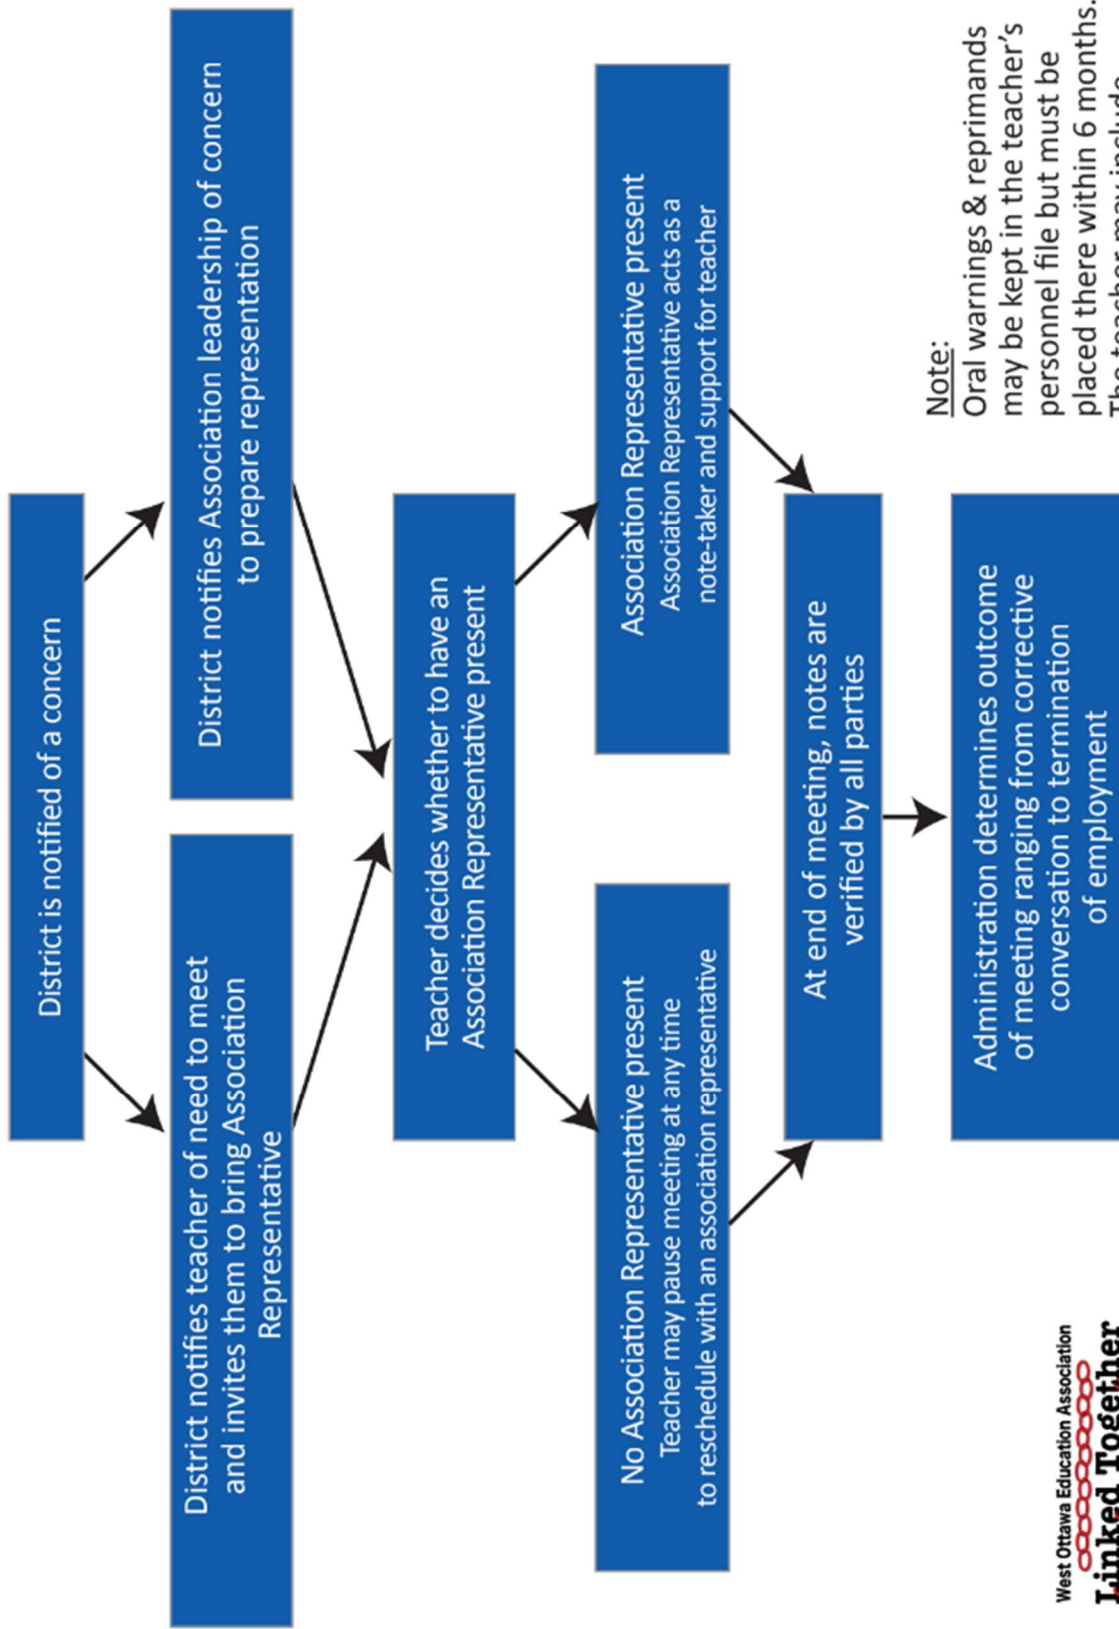 District is notified of a concern
District notifies teacher of need to meet
and invites them to bring Association
Representative
District notifies Association leadership of concern
to prepare representation
Teacher decides whether to have an
Association Representative present
No Association Representative present
Teacher may pause meeting at any time
to reschedule with an association representative
Association Representative present
Association Representative acts as a
note-taker and support for teacher
At end of meeting, notes are
verified by all parties
Administration determines outcome
of meeting ranging from corrective
conversation to termination
of employment
West Ottawa Education Association
Linked Together
Note:
Oral warnings & reprimands
may be kept in the teacher's
personnel file but must be
placed there within 6 months.
The teacher may include